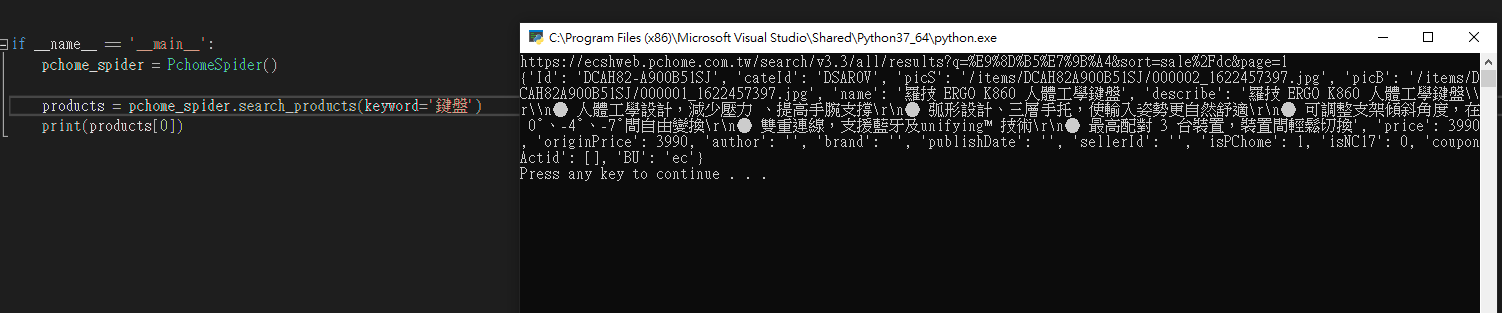 if __name__ == '__main__':
pchome_spider = PChomeSpider()
products = pchome_spider.search_products(keyword='鍵盤')
print(products[0])
C:\Program Files (x86)\Microsoft Visual Studio\Shared\Python37_64\python.exe
https://ecshweb.pchome.com.tw/search/v3.3/all/results?q=%E9%8D%B5%E7%9B%A4&sort=sale%2Fdc&page=1
{'Id': 'DCAH82-A900B51SJ', 'cateId': 'DSAR0V', 'picS': '/items/DCAH82A900B51SJ/000002_1622457397.jpg', 'picB': '/items/D
CAH82A900B51SJ/000001_1622457397.jpg', 'name': '羅技 ERGO K860 人體工學鍵盤', 'describe': '羅技 ERGO K860 人體工學鍵盤\\
r\\n● 人體工學設計，減少壓力 、提高手腕支撐\r\n● 弧形設計、三層手托，使輸入姿勢更自然舒適\r\n● 可調整支架傾斜角度，在
0°、-4°、-7°間自由變換\r\n● 雙重連線，支援藍牙及unifying™ 技術\r\n● 最高配對 3 台裝置，裝置間輕鬆切換', 'price': 3990
, 'originPrice': 3990, 'author': '', 'brand': '', 'publishDate': '', 'sellerId': '', 'isPChome': 1, 'isNC17': 0, 'coupon
Actid': [], 'BU': 'ec'}
Press any key to continue . . .